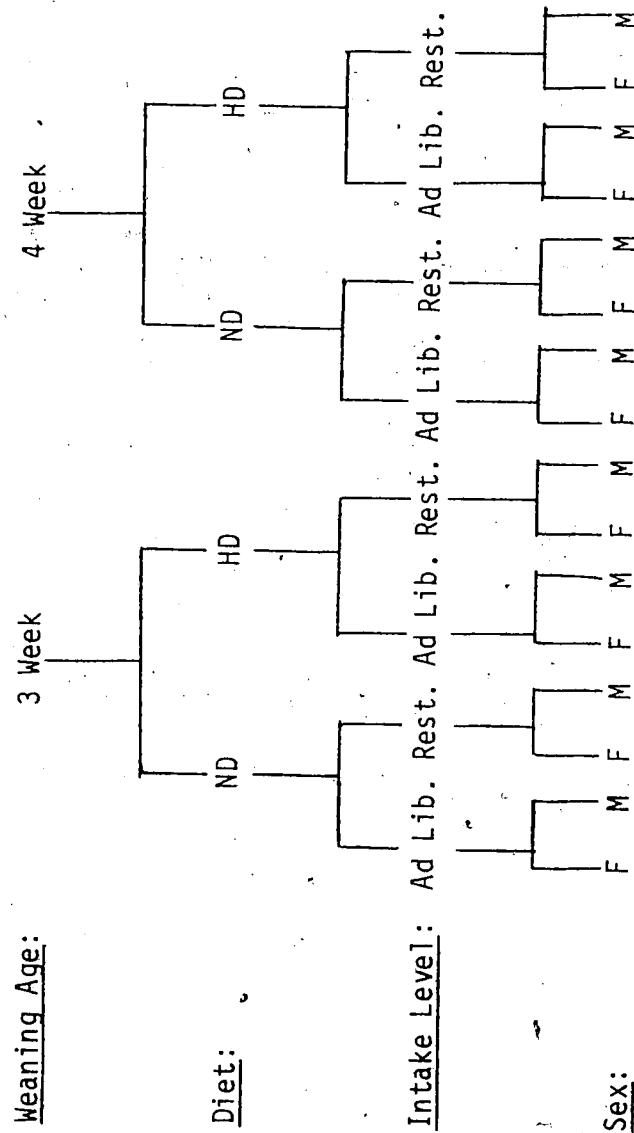 Weaning Age: 3 Week 4 Week
Diet: ND HD ND HD
Intake Level: Ad Lib. Rest. Ad Lib. Rest. Ad Lib. Rest. Ad Lib. Rest.
Sex: F M F M F M F M F M F M F M F M